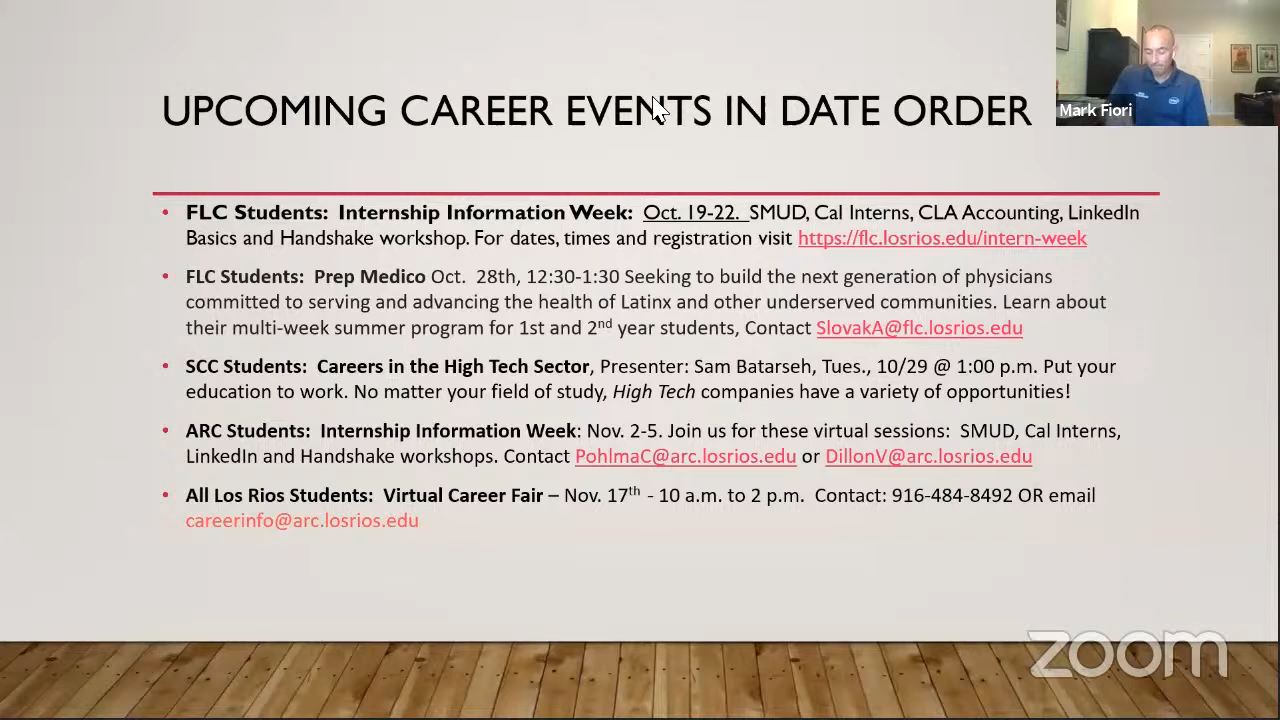 UPCOMING CAREER EVENTS IN DATE ORDER
Mark Fiori
• FLC Students: Internship Information Week: Oct. 19-22. SMUD, Cal Interns, CLA Accounting, LinkedIn
Basics and Handshake workshop. For dates, times and registration visit https://flc.losrios.edu/intern-week
• FLC Students: Prep Medico Oct. 28th, 12:30-1:30 Seeking to build the next generation of physicians
committed to serving and advancing the health of Latinx and other underserved communities. Learn about
their multi-week summer program for 1st and 2nd year students, Contact SlovakA@flc.losrios.edu
• SCC Students: Careers in the High Tech Sector, Presenter: Sam Batarseh, Tues., 10/29 @ 1:00 p.m. Put your
education to work. No matter your field of study, High Tech companies have a variety of opportunities!
• ARC Students: Internship Information Week: Nov. 2-5. Join us for these virtual sessions: SMUD, Cal Interns,
LinkedIn and Handshake workshops. Contact PohlmaC@arc.losrios.edu or DillonV@arc.losrios.edu
• All Los Rios Students: Virtual Career Fair – Nov. 17th - 10 a.m. to 2 p.m. Contact: 916-484-8492 OR email
careerinfo@arc.losrios.edu
zoom